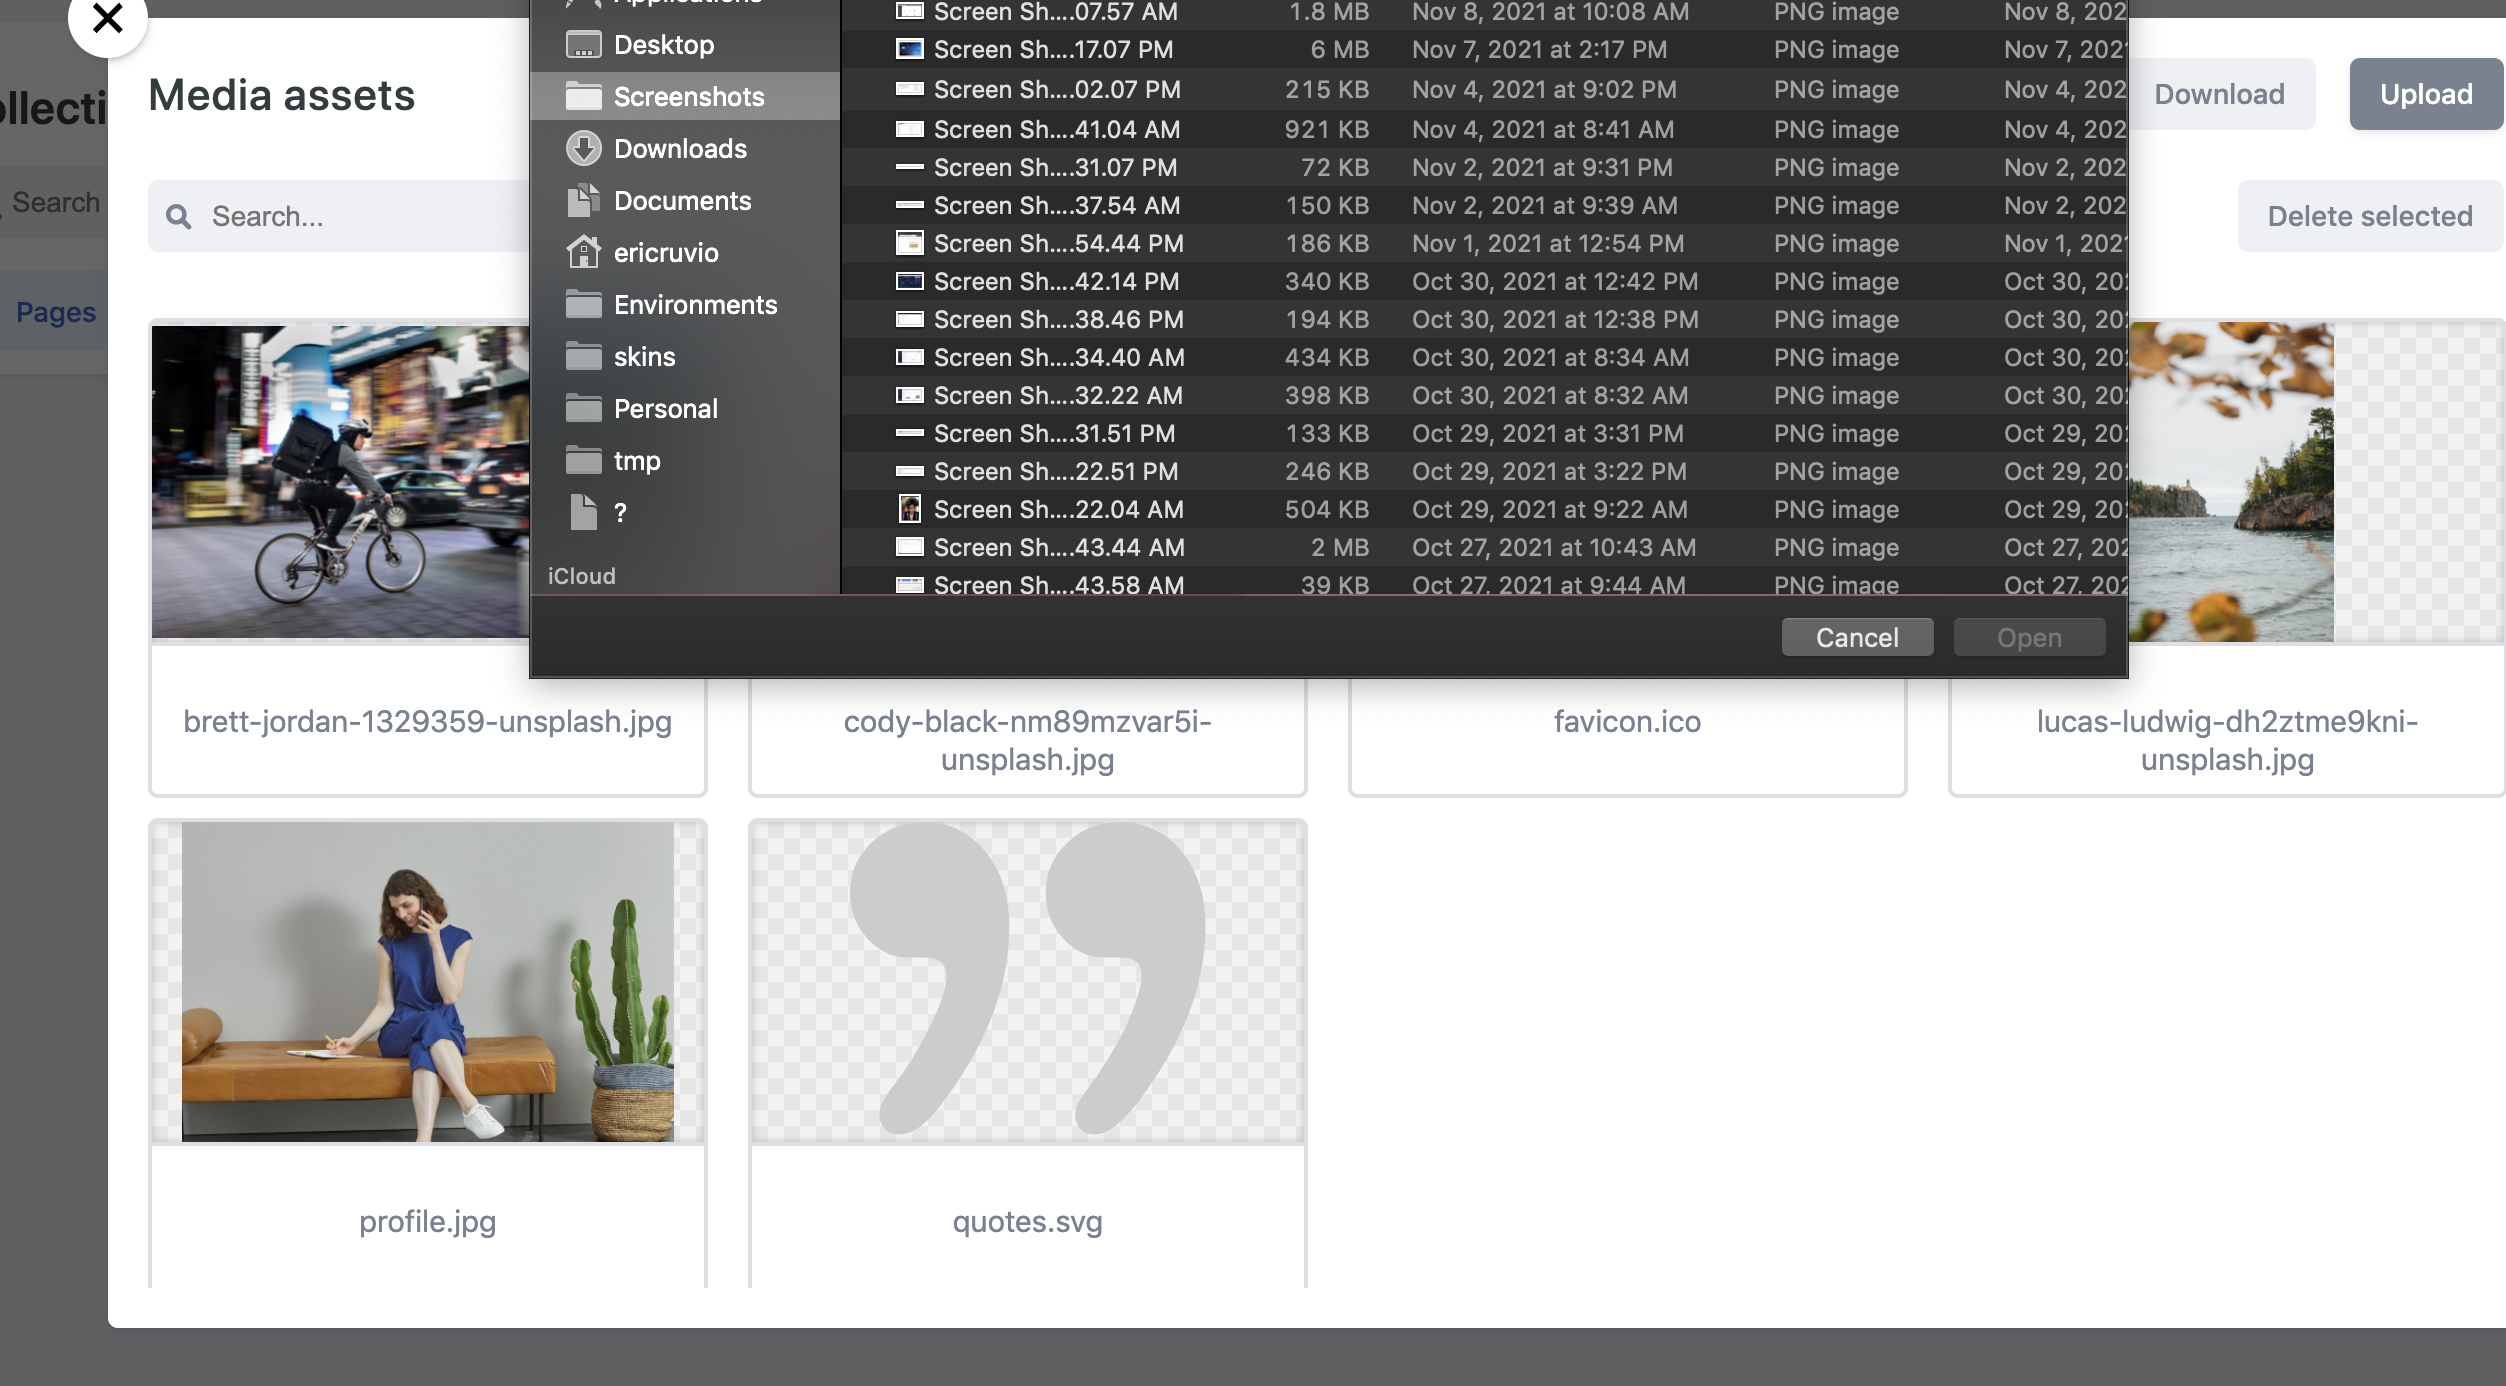 ollecti
Search
Pages
Media assets
Search...
Download
Upload
Delete selected
Applications
Desktop
Screenshots
Downloads
Documents
ericruvio
Environments
skins
Personal
tmp
?
iCloud
Screen Sh....07.57 AM 1.8 MB Nov 8, 2021 at 10:08 AM PNG image Nov 8, 202
Screen Sh....17.07 PM 6 MB Nov 7, 2021 at 2:17 PM PNG image Nov 7, 202
Screen Sh....02.07 PM 215 KB Nov 4, 2021 at 9:02 PM PNG image Nov 4, 202
Screen Sh....41.04 AM 921 KB Nov 4, 2021 at 8:41 AM PNG image Nov 4, 202
Screen Sh....31.07 PM 72 KB Nov 2, 2021 at 9:31 PM PNG image Nov 2, 202
Screen Sh....37.54 AM 150 KB Nov 2, 2021 at 9:39 AM PNG image Nov 2, 202
Screen Sh....54.44 PM 186 KB Nov 1, 2021 at 12:54 PM PNG image Nov 1, 202
Screen Sh....42.14 PM 340 KB Oct 30, 2021 at 12:42 PM PNG image Oct 30, 20
Screen Sh....38.46 PM 194 KB Oct 30, 2021 at 12:38 PM PNG image Oct 30, 20
Screen Sh....34.40 AM 434 KB Oct 30, 2021 at 8:34 AM PNG image Oct 30, 20
Screen Sh....32.22 AM 398 KB Oct 30, 2021 at 8:32 AM PNG image Oct 30, 20
Screen Sh....31.51 PM 133 KB Oct 29, 2021 at 3:31 PM PNG image Oct 29, 20
Screen Sh....22.51 PM 246 KB Oct 29, 2021 at 3:22 PM PNG image Oct 29, 20
Screen Sh....22.04 AM 504 KB Oct 29, 2021 at 9:22 AM PNG image Oct 29, 20
Screen Sh....43.44 AM 2 MB Oct 27, 2021 at 10:43 AM PNG image Oct 27, 202
Screen Sh....43.58 AM 39 KB Oct 27, 2021 at 9:44 AM PNG image Oct 27, 202
Cancel
Open
brett-jordan-1329359-unsplash.jpg
cody-black-nm89mzvar5i-
unsplash.jpg
favicon.ico
lucas-ludwig-dh2ztme9kni-
unsplash.jpg
profile.jpg
quotes.svg